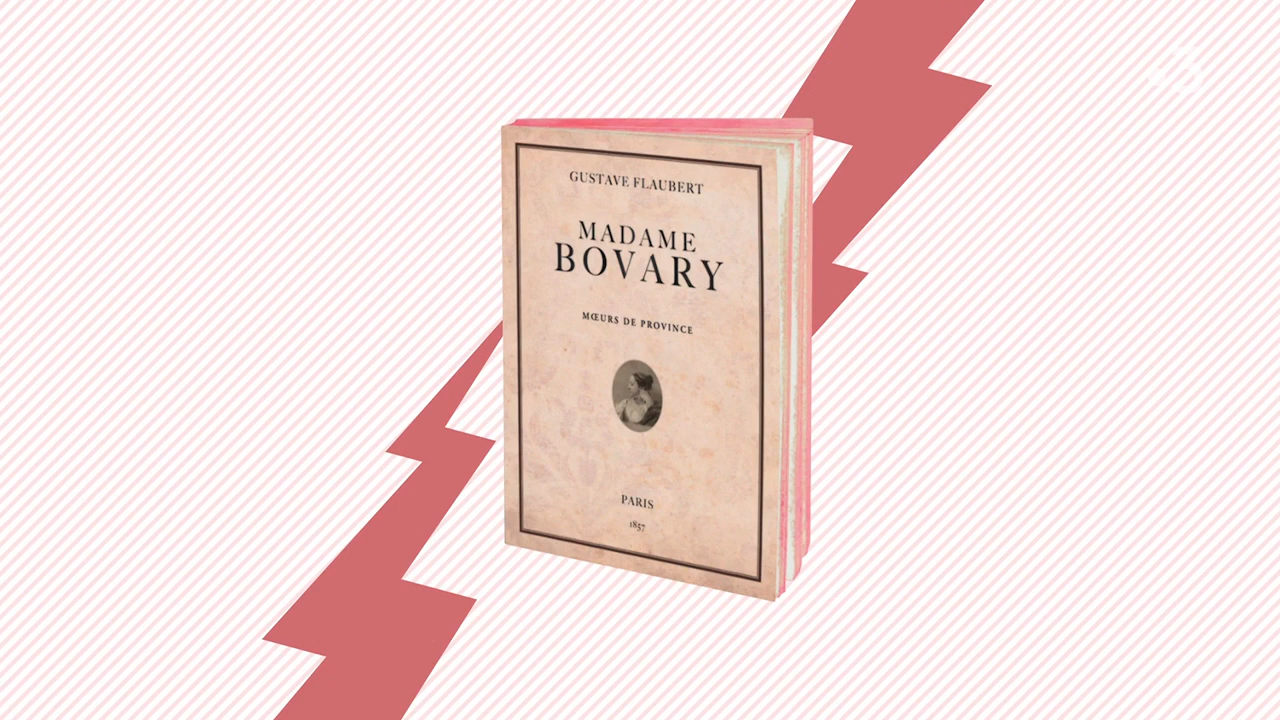 GUSTAVE FLAUBERT
MADAME
BOVARY
MŒURS DE PROVINCE
PARIS
1857